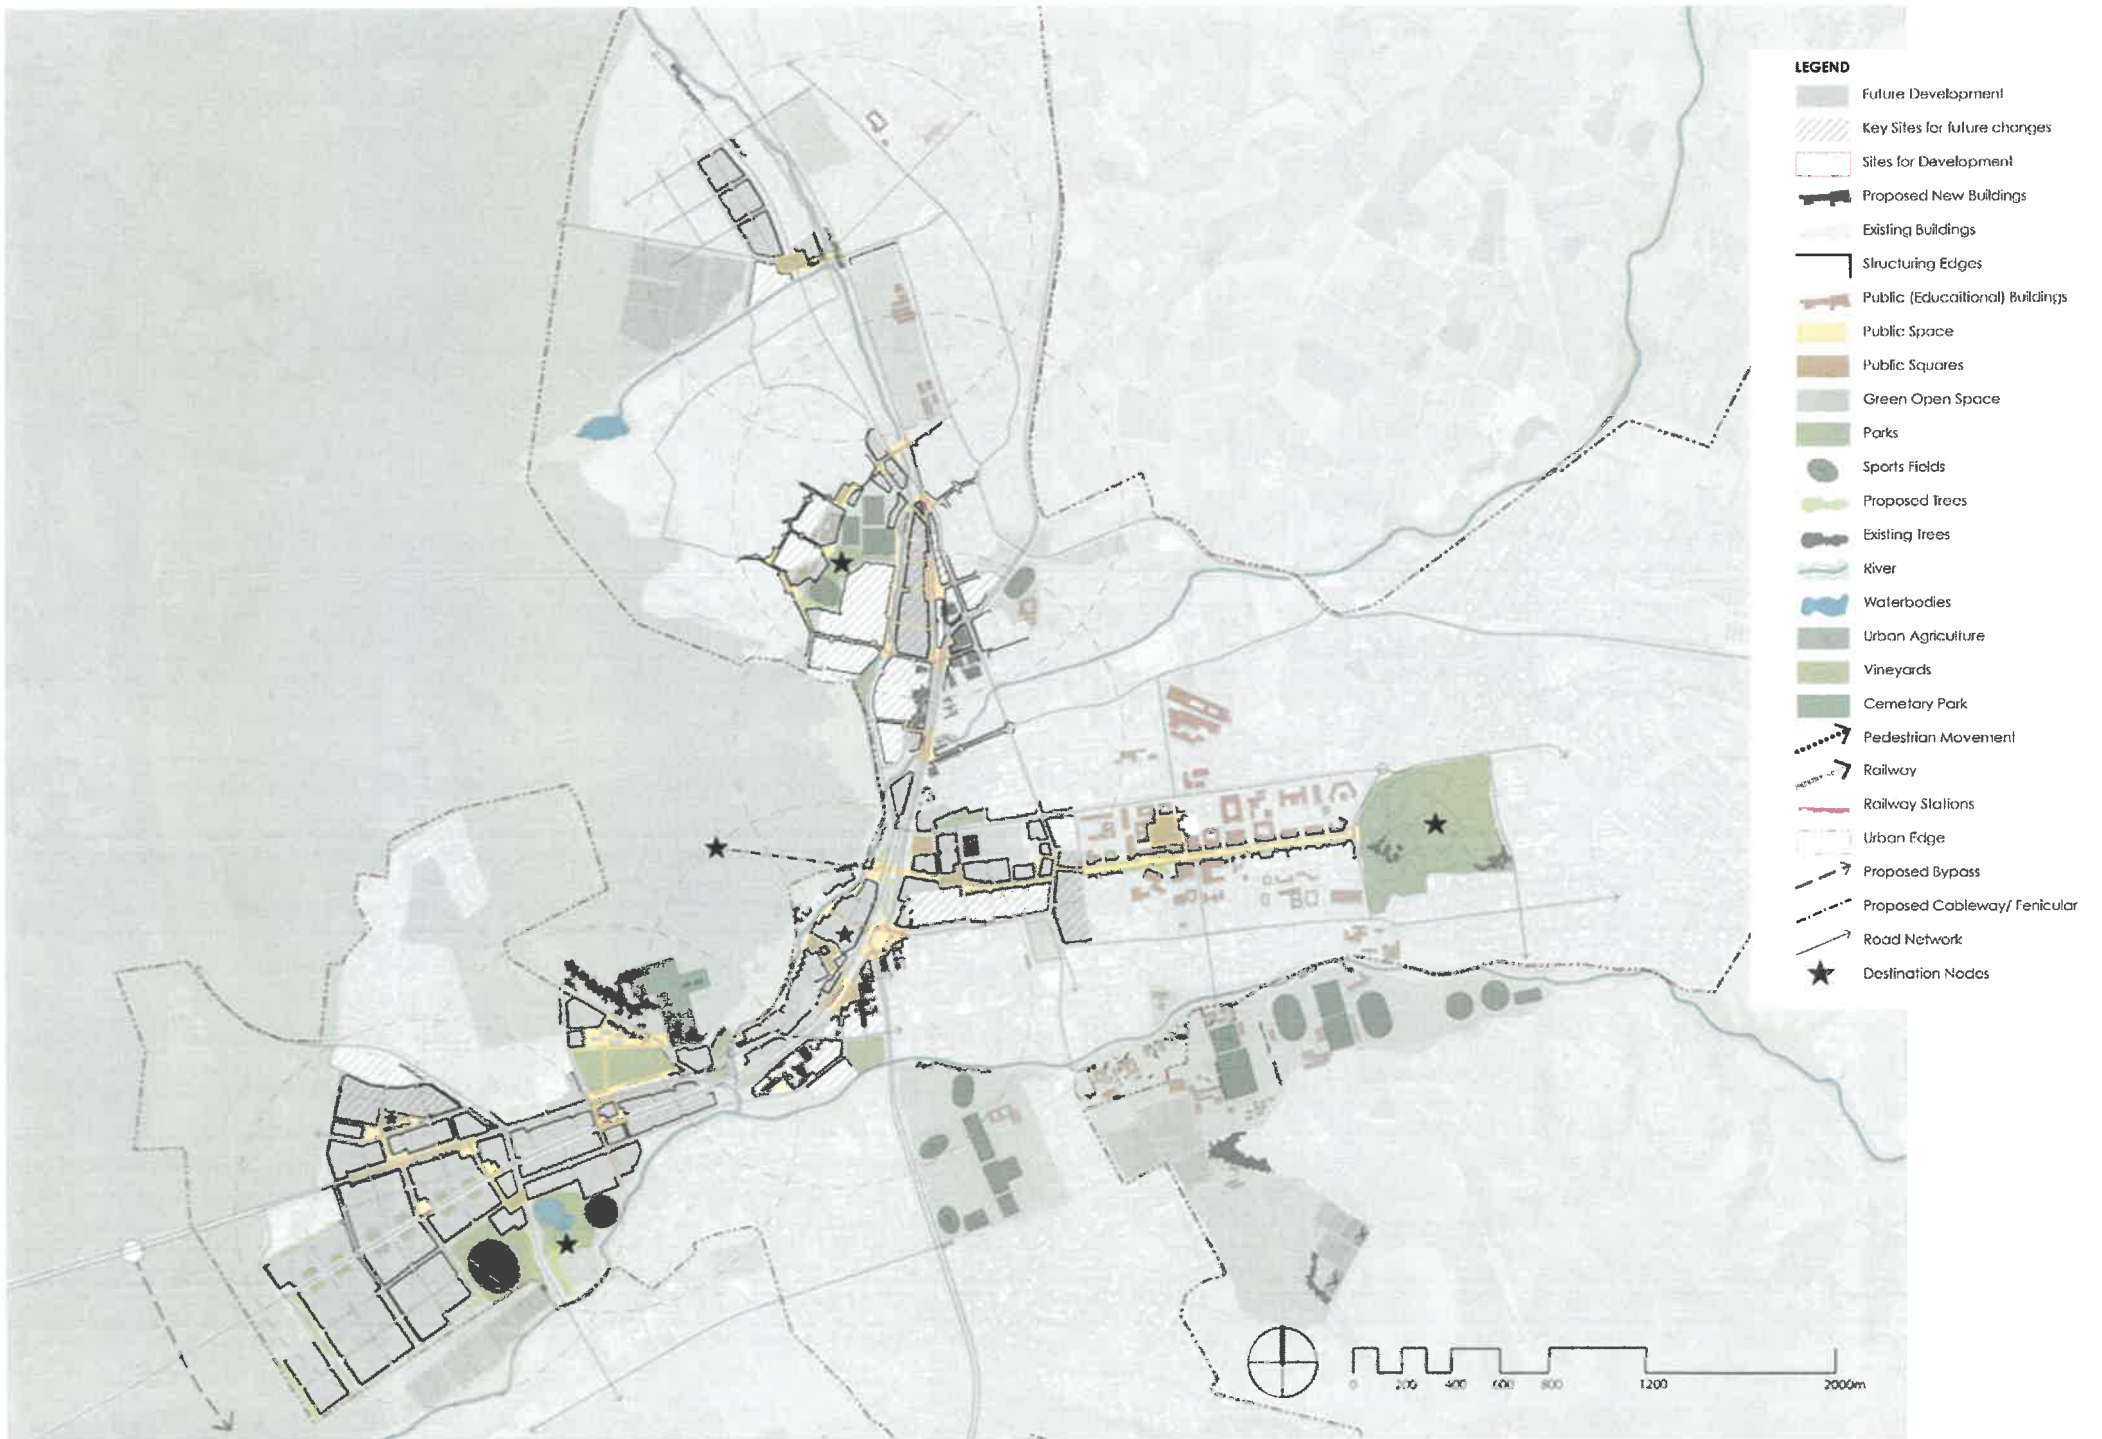 LEGEND
Future Development
Key Sites for future changes
Sites for Development
Proposed New Buildings
Existing Buildings
Structuring Edges
Public (Educaitional) Buildings
Public Space
Public Squares
Green Open Space
Parks
Sports Fields
Proposed Trees
Existing Trees
River
Waterbodies
Urban Agriculture
Vineyards
Cemetary Park
Pedestrian Movement
Railway
Railway Stations
Urban Edge
Proposed Bypass
Proposed Cableway/ Fenicular
Road Network
Destination Nodes
0 200 400 600 800 1200 2000m